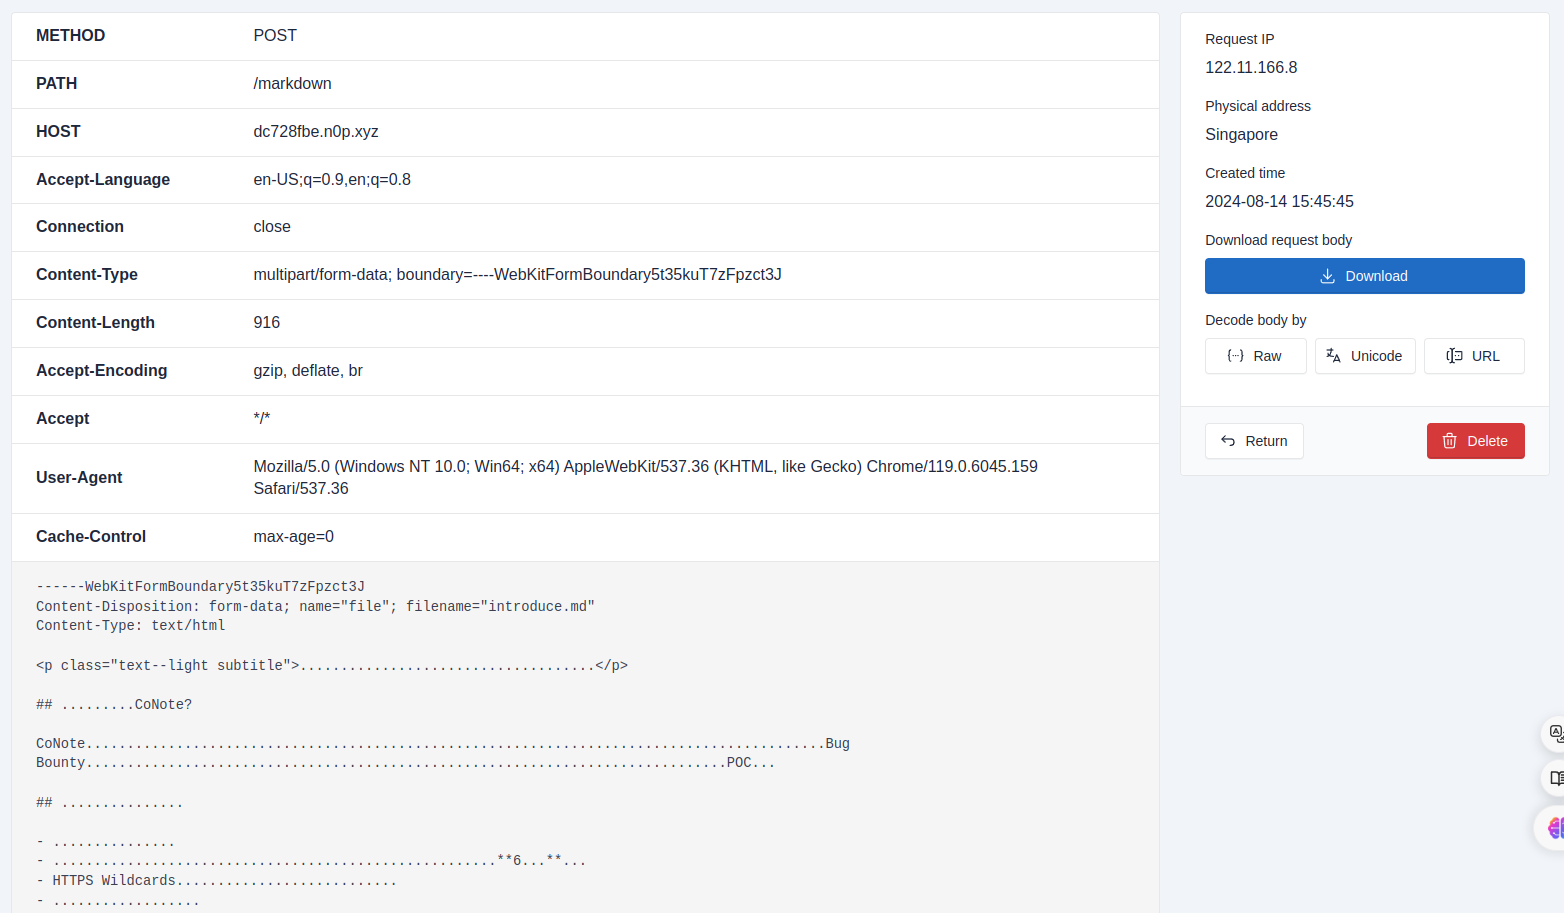 METHOD POST
PATH /markdown
HOST dc728fbe.n0p.xyz
Accept-Language en-US;q=0.9,en;q=0.8
Connection close
Content-Type multipart/form-data; boundary=----WebKitFormBoundary5t35kuT7zFpzct3J
Content-Length 916
Accept-Encoding gzip, deflate, br
Accept */*
User-Agent Mozilla/5.0 (Windows NT 10.0; Win64; x64) AppleWebKit/537.36 (KHTML, like Gecko) Chrome/119.0.6045.159
Safari/537.36
Cache-Control max-age=0
------WebKitFormBoundary5t35kuT7zFpzct3J
Content-Disposition: form-data; name="file"; filename="introduce.md"
Content-Type: text/html
<p class="text--light subtitle">....................................</p>
## .........CoNote?
CoNote..........................................................................................Bug
Bounty..............................................................................POC...
## ...............
- ...............
- ......................................................**6...**...
- HTTPS Wildcards...........................
- ..................
Request IP
122.11.166.8
Physical address
Singapore
Created time
2024-08-14 15:45:45
Download request body
Download
Decode body by
Raw Unicode URL
Return Delete